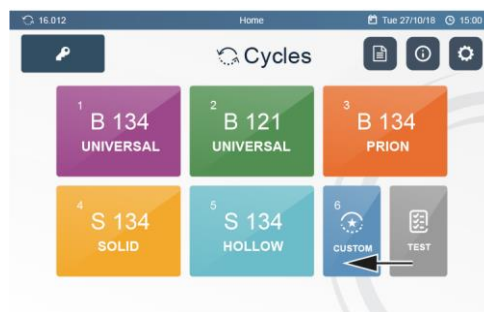 16.012 Home Tue 27/10/18 15:00
Cycles
1 2 3
B 134 B 121 B 134
UNIVERSAL UNIVERSAL PRION
4 5 6
S 134 S 134
SOLID HOLLOW CUSTOM TEST